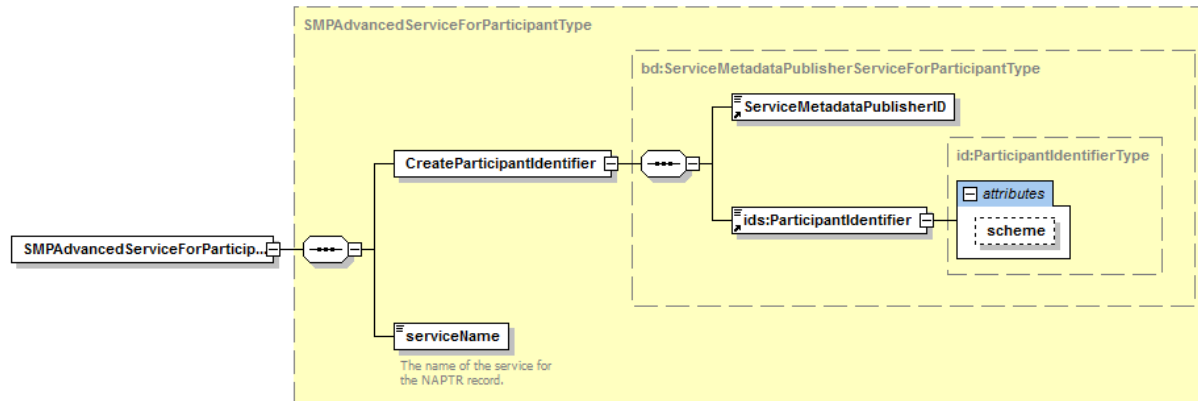 SMPAdvancedServiceForParticipantType
bd:ServiceMetadataPublisherServiceForParticipantType
ServiceMetadataPublisherID
id:ParticipantIdentifierType
CreateParticipantIdentifier
attributes
ids:ParticipantIdentifier
scheme
SMPAdvancedServiceForParticip...
serviceName
The name of the service for
the NAPTR record.